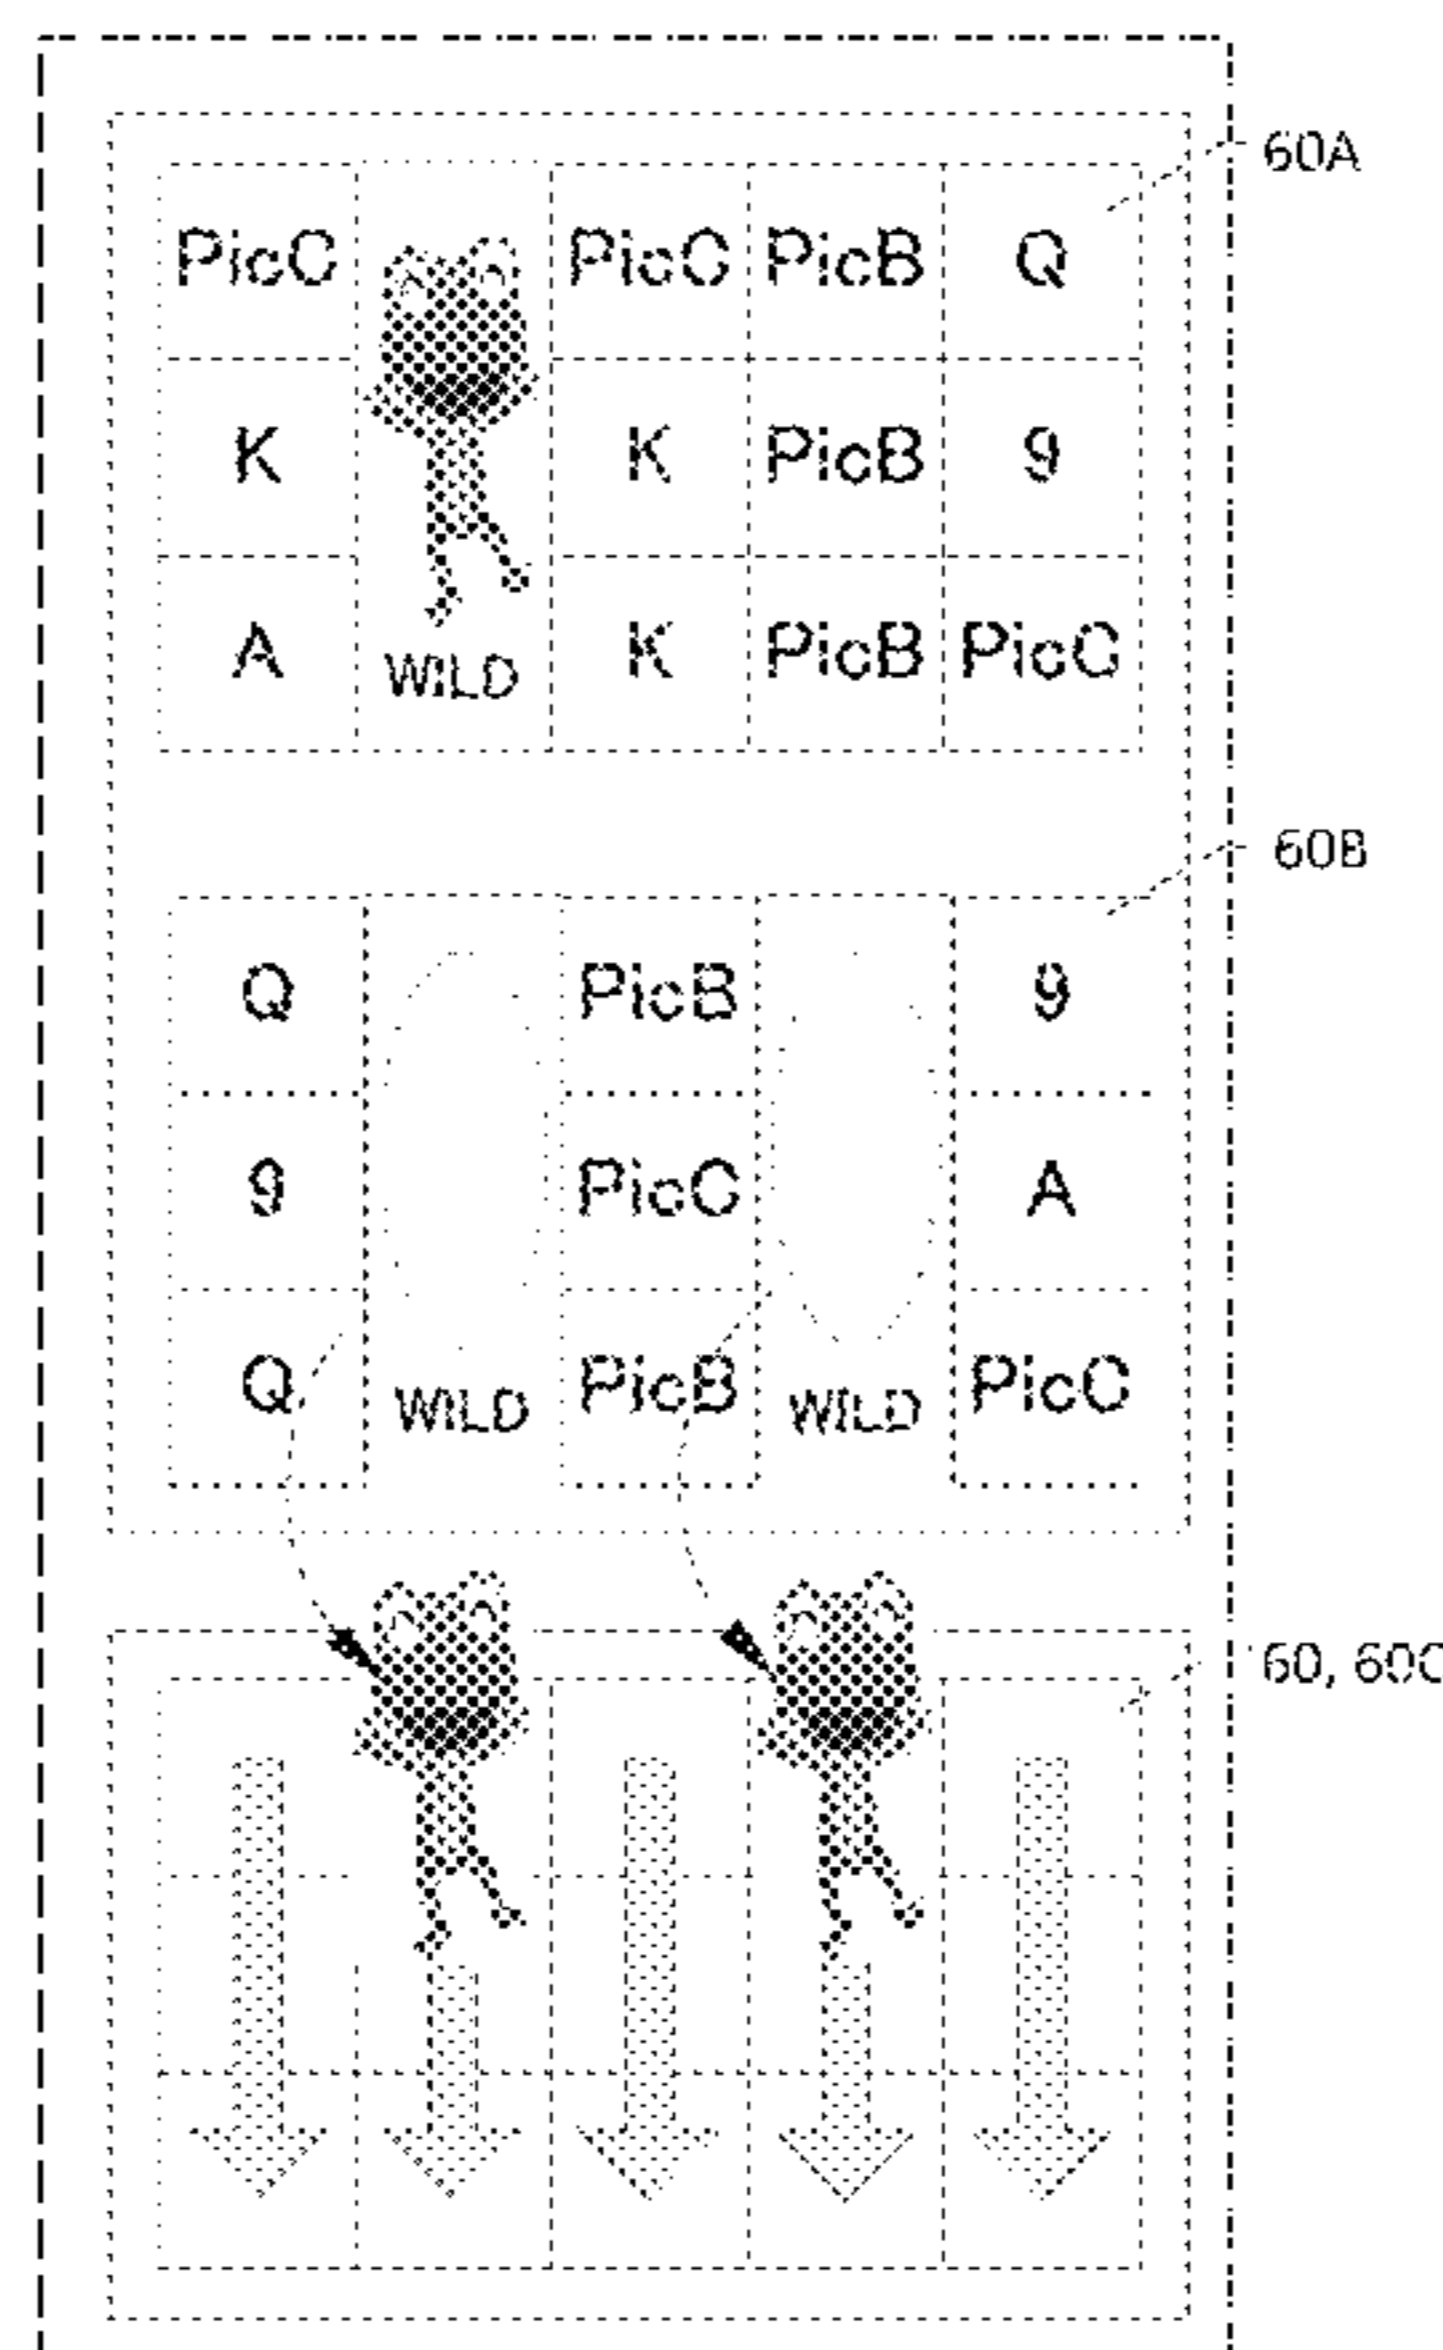 60A
PicC PicC PicB Q
K K PicB 9
A WILD K PicB PicC
60B
Q PicB 9
9 PicC A
Q WILD PicB WILD PicC
60, 60C